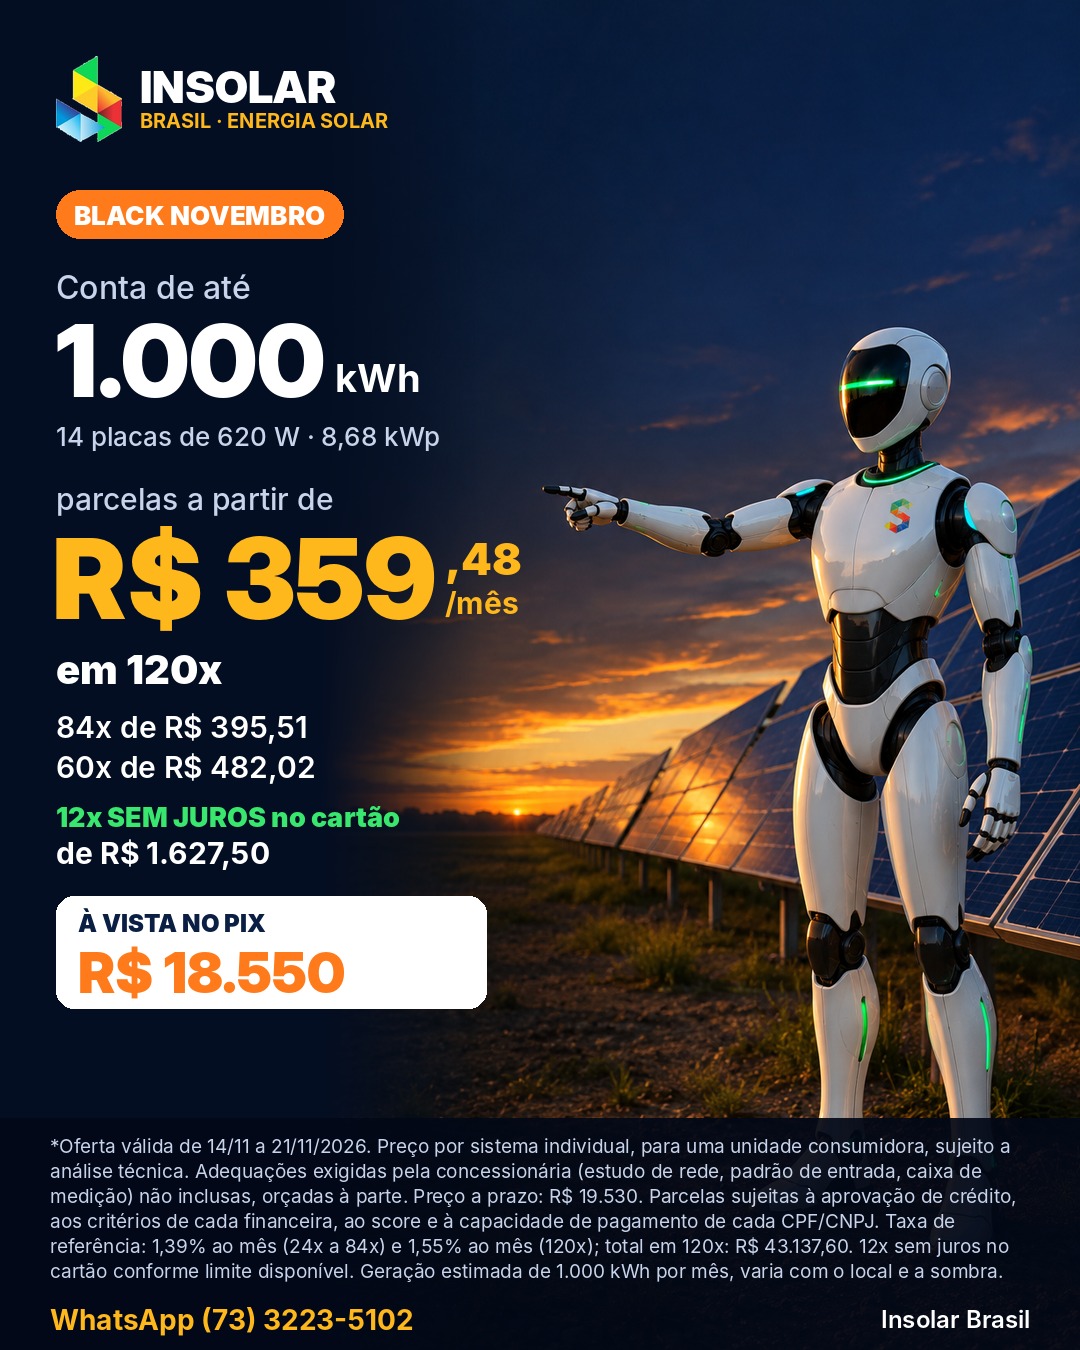 INSOLAR
BRASIL · ENERGIA SOLAR
BLACK NOVEMBRO
Conta de até
1.000 kWh
14 placas de 620 W · 8,68 kWp
parcelas a partir de
R$ 359,48
/mês
em 120x
84x de R$ 395,51
60x de R$ 482,02
12x SEM JUROS no cartão
de R$ 1.627,50
À VISTA NO PIX
R$ 18.550
*Oferta válida de 14/11 a 21/11/2026. Preço por sistema individual, para uma unidade consumidora, sujeito a
análise técnica. Adequações exigidas pela concessionária (estudo de rede, padrão de entrada, caixa de
medição) não inclusas, orçadas à parte. Preço a prazo: R$ 19.530. Parcelas sujeitas à aprovação de crédito,
aos critérios de cada financeira, ao score e à capacidade de pagamento de cada CPF/CNPJ. Taxa de
referência: 1,39% ao mês (24x a 84x) e 1,55% ao mês (120x); total em 120x: R$ 43.137,60. 12x sem juros no
cartão conforme limite disponível. Geração estimada de 1.000 kWh por mês, varia com o local e a sombra.
WhatsApp (73) 3223-5102
Insolar Brasil